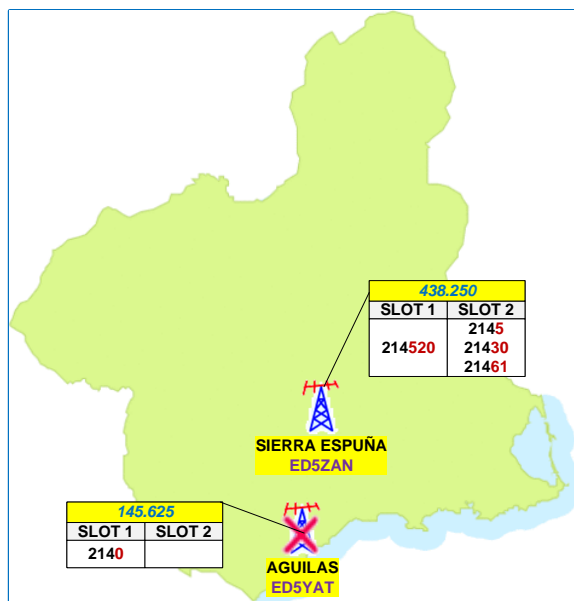 438.250
SLOT 1 SLOT 2
214520
2145
21430
21461
SIERRA ESPUÑA
ED5ZAN
145.625
SLOT 1 SLOT 2
2140
AGUILAS
ED5YAT